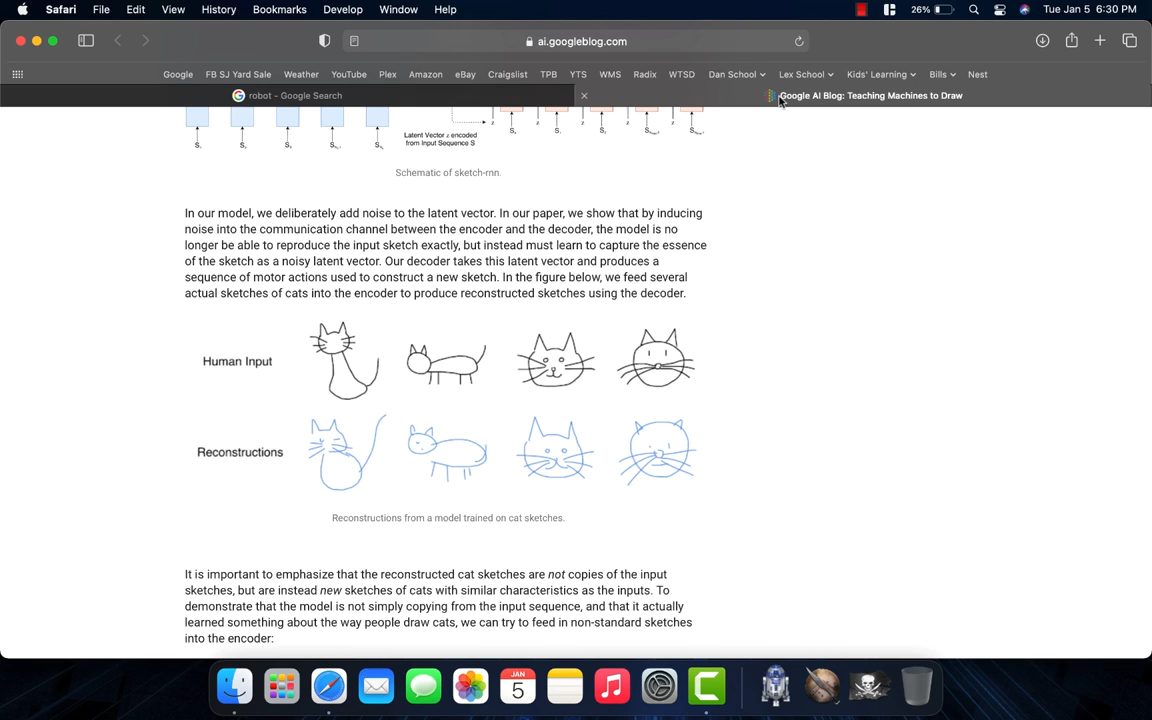 Safari File Edit View History Bookmarks Develop Window Help 26% Tue Jan 5 6:30 PM
ai.googleblog.com
Google FB SJ Yard Sale Weather YouTube Plex Amazon eBay Craigslist TPB YTS WMS Radix WTSD Dan School Lex School Kids' Learning Bills Nest
robot - Google Search Google AI Blog: Teaching Machines to Draw
Latent Vector z encoded
from Input Sequence S
Schematic of sketch-rnn.
In our model, we deliberately add noise to the latent vector. In our paper, we show that by inducing
noise into the communication channel between the encoder and the decoder, the model is no
longer be able to reproduce the input sketch exactly, but instead must learn to capture the essence
of the sketch as a noisy latent vector. Our decoder takes this latent vector and produces a
sequence of motor actions used to construct a new sketch. In the figure below, we feed several
actual sketches of cats into the encoder to produce reconstructed sketches using the decoder.
Human Input
Reconstructions
Reconstructions from a model trained on cat sketches.
It is important to emphasize that the reconstructed cat sketches are not copies of the input
sketches, but are instead new sketches of cats with similar characteristics as the inputs. To
demonstrate that the model is not simply copying from the input sequence, and that it actually
learned something about the way people draw cats, we can try to feed in non-standard sketches
into the encoder:
JAN
5